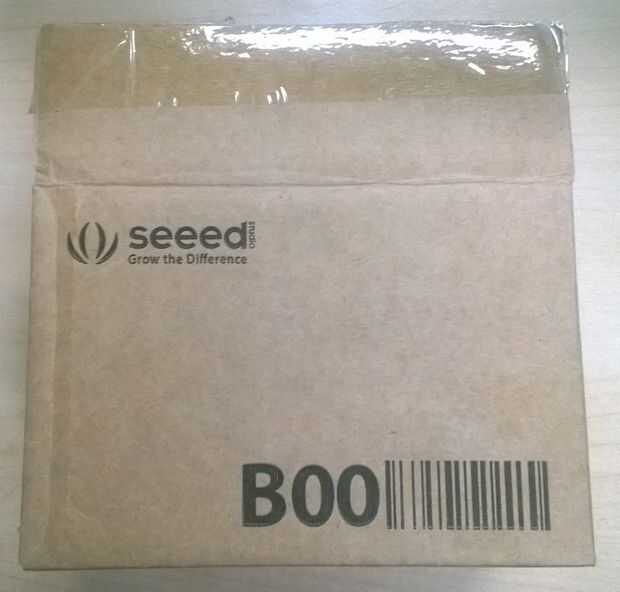 seeed studio
Grow the Difference
B00